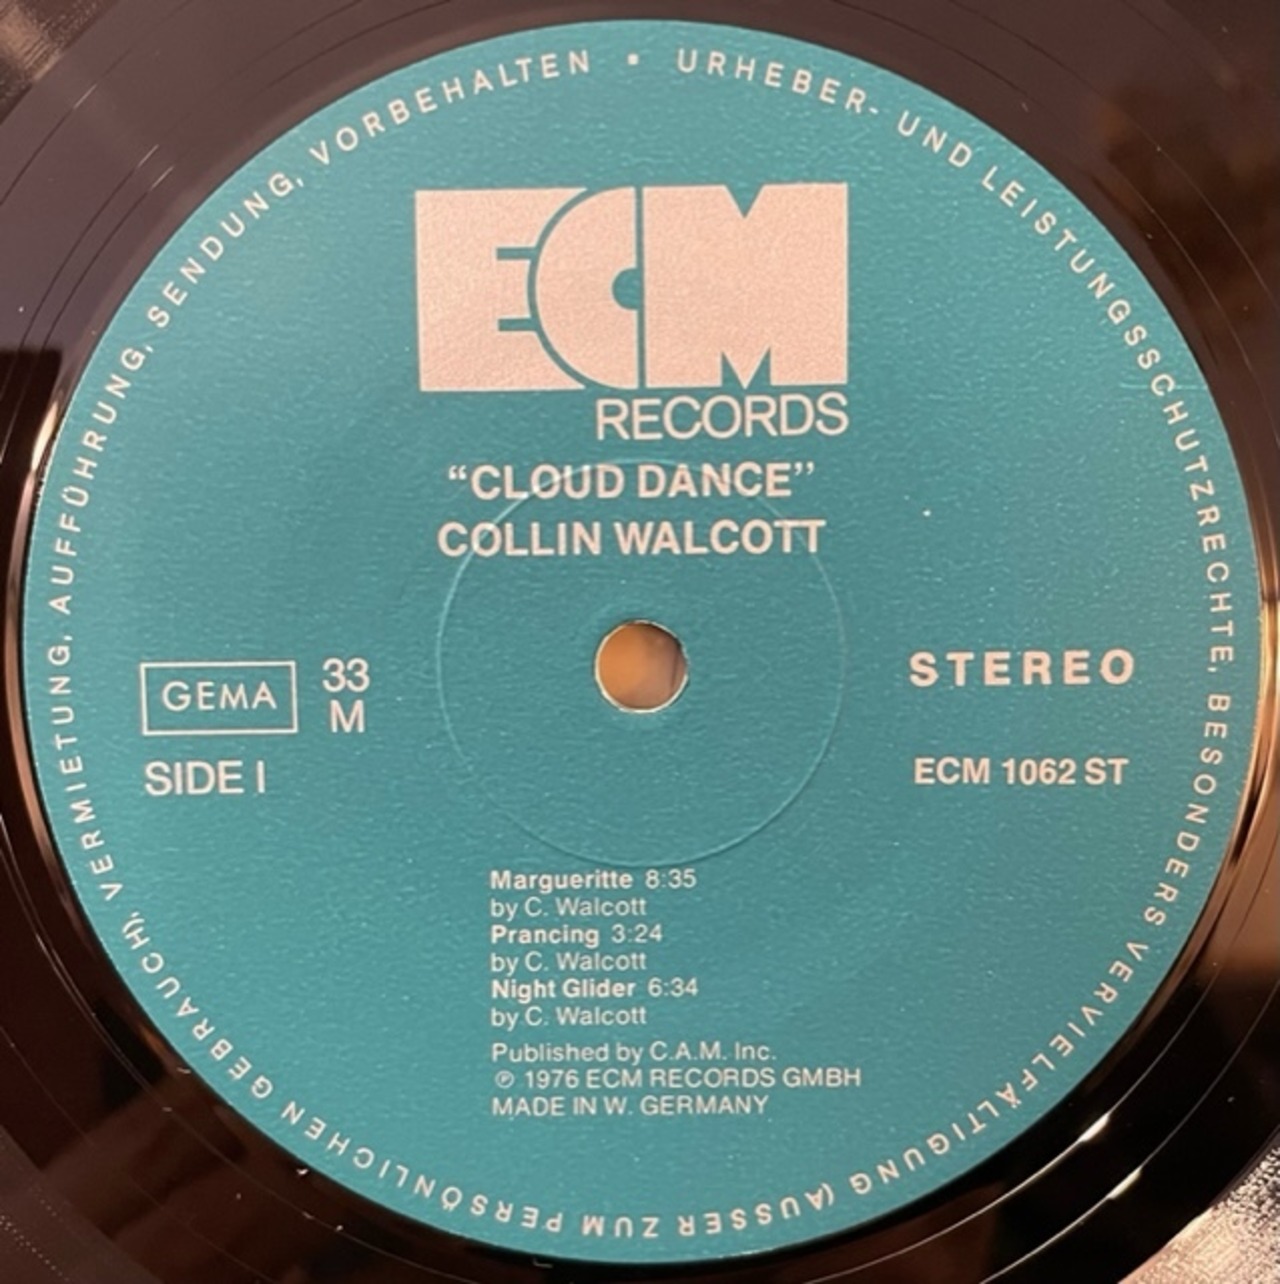 URHEBER- UND LEISTUNGSSCHUTZRECHTE, BESONDERS VERVIELFÄLTIGUNG (AUSSER ZUM PERSÖNLICHEN GEBRAUCH), VERMIETUNG, AUFFÜHRUNG, SENDUNG, VORBEHALTEN ▪
ECM
RECORDS
“CLOUD DANCE”
COLLIN WALCOTT
GEMA
33
M
SIDE I
STEREO
ECM 1062 ST
Margueritte 8:35
by C. Walcott
Prancing 3:24
by C. Walcott
Night Glider 6:34
by C. Walcott
Published by C.A.M. Inc.
℗ 1976 ECM RECORDS GMBH
MADE IN W. GERMANY